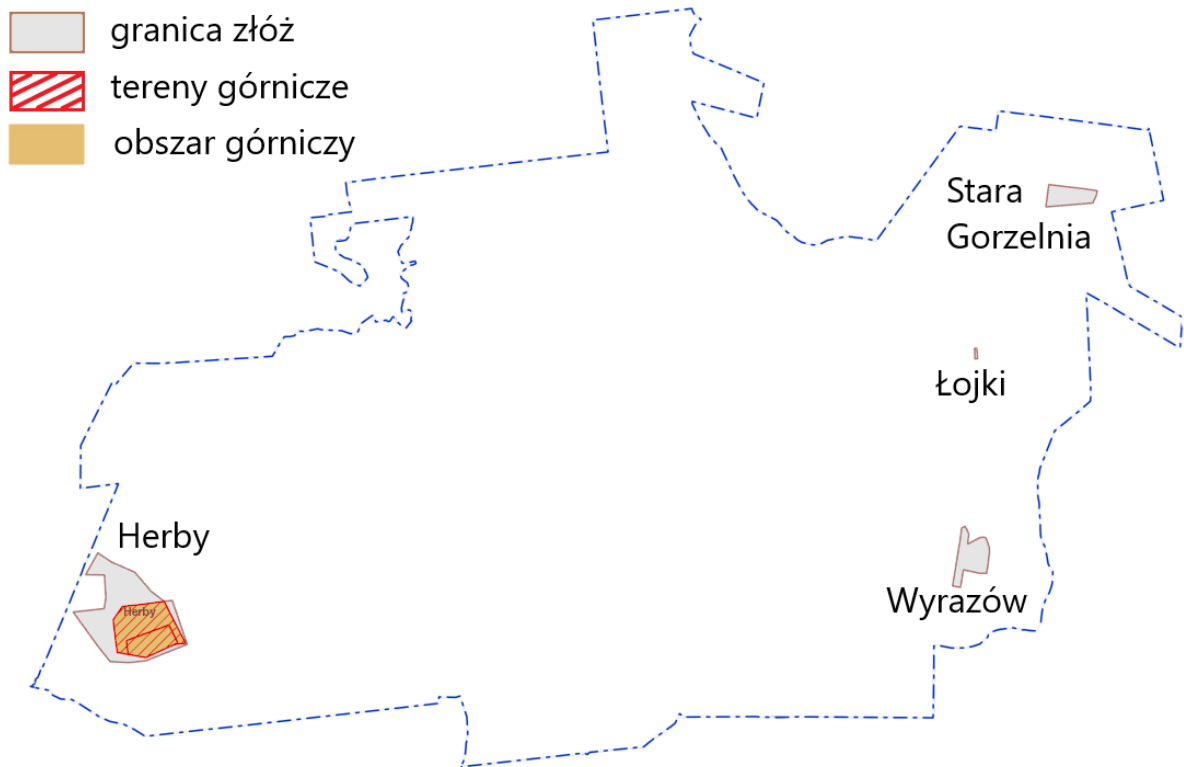 granica złóż
tereny górnicze
obszar górniczy
Stara
Gorzelnia
Łojki
Herby
Herby
Wyrazów